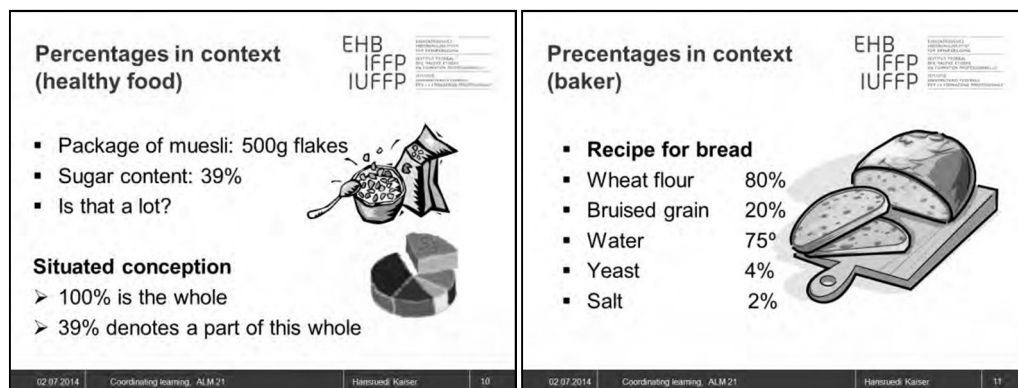 Percentages in context
(healthy food)
EHB
IFFP
IUFFP
▪ Package of muesli: 500g flakes
▪ Sugar content: 39%
▪ Is that a lot?
Situated conception
➢ 100% is the whole
➢ 39% denotes a part of this whole
02.07.2014 Coordinating learning, ALM 21 Hansruedi Kaiser 10
Precentages in context
(baker)
EHB
IFFP
IUFFP
▪ Recipe for bread
▪ Wheat flour 80%
▪ Bruised grain 20%
▪ Water 75º
▪ Yeast 4%
▪ Salt 2%
02.07.2014 Coordinating learning, ALM 21 Hansruedi Kaiser 11